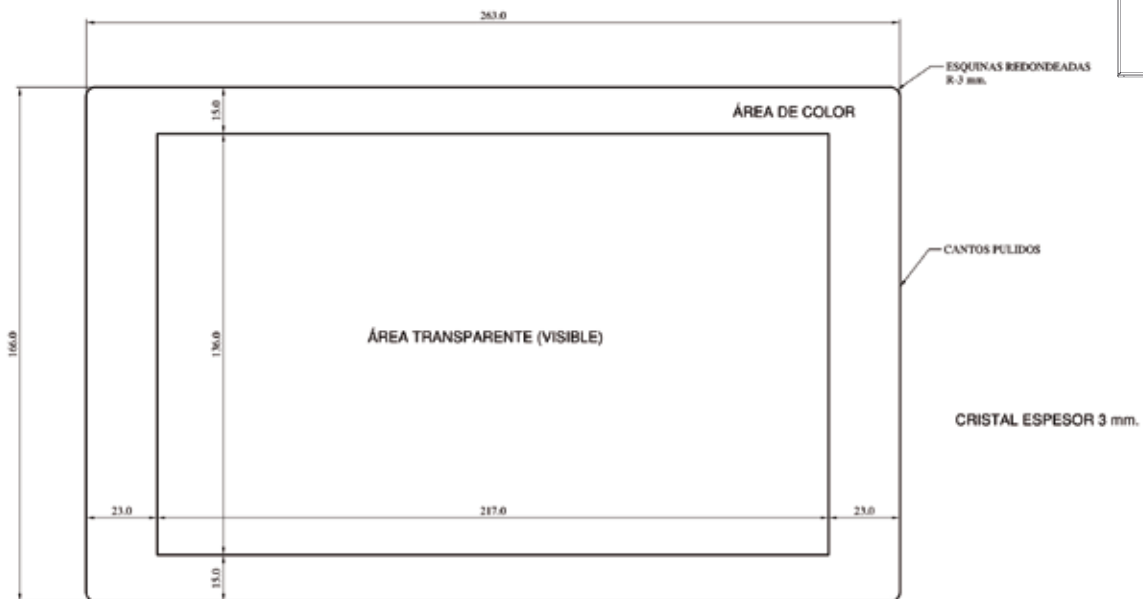 263.0
ESQUINAS REDONDEADAS
R-3 mm.
15.0
ÁREA DE COLOR
CANTOS PULIDOS
166.0
136.0
ÁREA TRANSPARENTE (VISIBLE)
CRISTAL ESPESOR 3 mm.
23.0
217.0
23.0
15.0